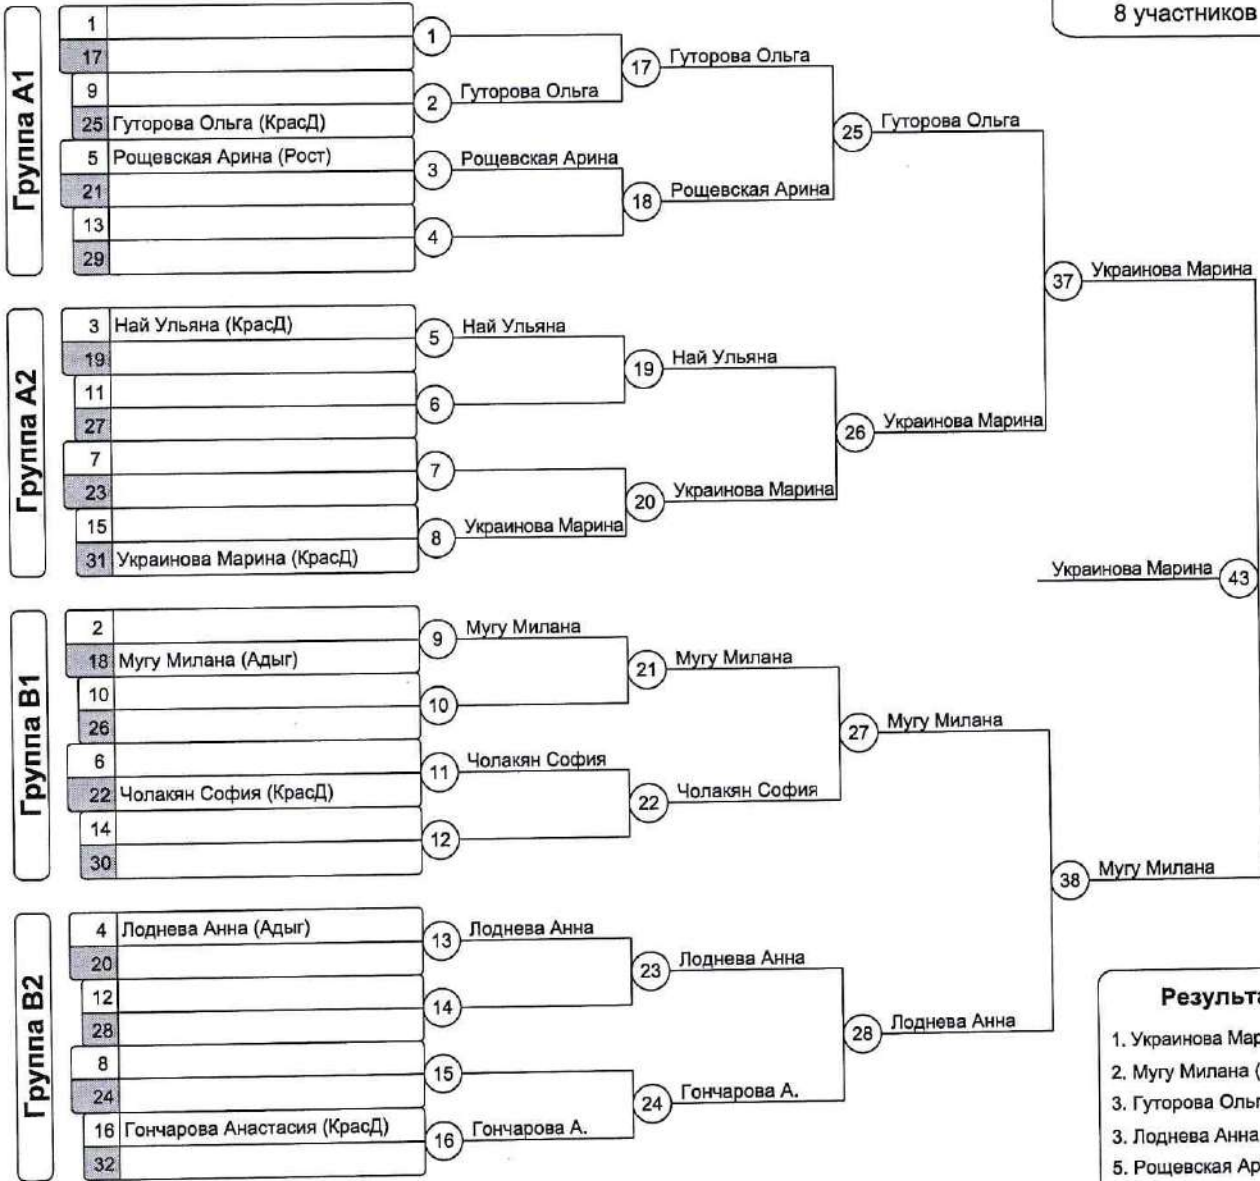 8 участников
Группа А1
1
17
9
25 Гуторова Ольга (КрасД)
5 Рощевская Арина (Рост)
21
13
29
1
2 Гуторова Ольга
3 Рощевская Арина
4
17 Гуторова Ольга
18 Рощевская Арина
25 Гуторова Ольга
Группа А2
3 Най Ульяна (КрасД)
19
11
27
7
23
15
31 Украинова Марина (КрасД)
5 Най Ульяна
6
7
8 Украинова Марина
19 Най Ульяна
20 Украинова Марина
26 Украинова Марина
37 Украинова Марина
Украинова Марина 43
Группа В1
2
18 Мугу Милана (Адыг)
10
26
6
22 Чолакян София (КрасД)
14
30
9 Мугу Милана
10
11 Чолакян София
12
21 Мугу Милана
22 Чолакян София
27 Мугу Милана
Группа В2
4 Лоднева Анна (Адыг)
20
12
28
8
24
16 Гончарова Анастасия (КрасД)
32
13 Лоднева Анна
14
15
16 Гончарова А.
23 Лоднева Анна
24 Гончарова А.
28 Лоднева Анна
38 Мугу Милана
Результа
1. Украинова Мар
2. Мугу Милана (
3. Гуторова Ольг
3. Лоднева Анна
5. Рощевская Ар